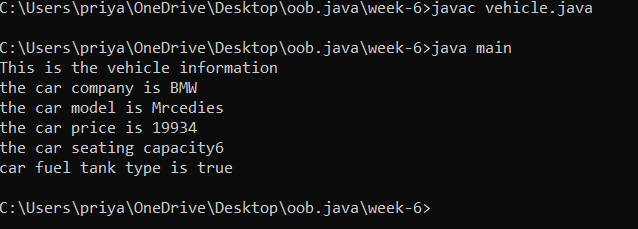 C:\Users\priya\OneDrive\Desktop\oob.java\week-6>javac vehicle.java
C:\Users\priya\OneDrive\Desktop\oob.java\week-6>java main
This is the vehicle information
the car company is BMW
the car model is Mrcedies
the car price is 19934
the car seating capacity6
car fuel tank type is true
C:\Users\priya\OneDrive\Desktop\oob.java\week-6>